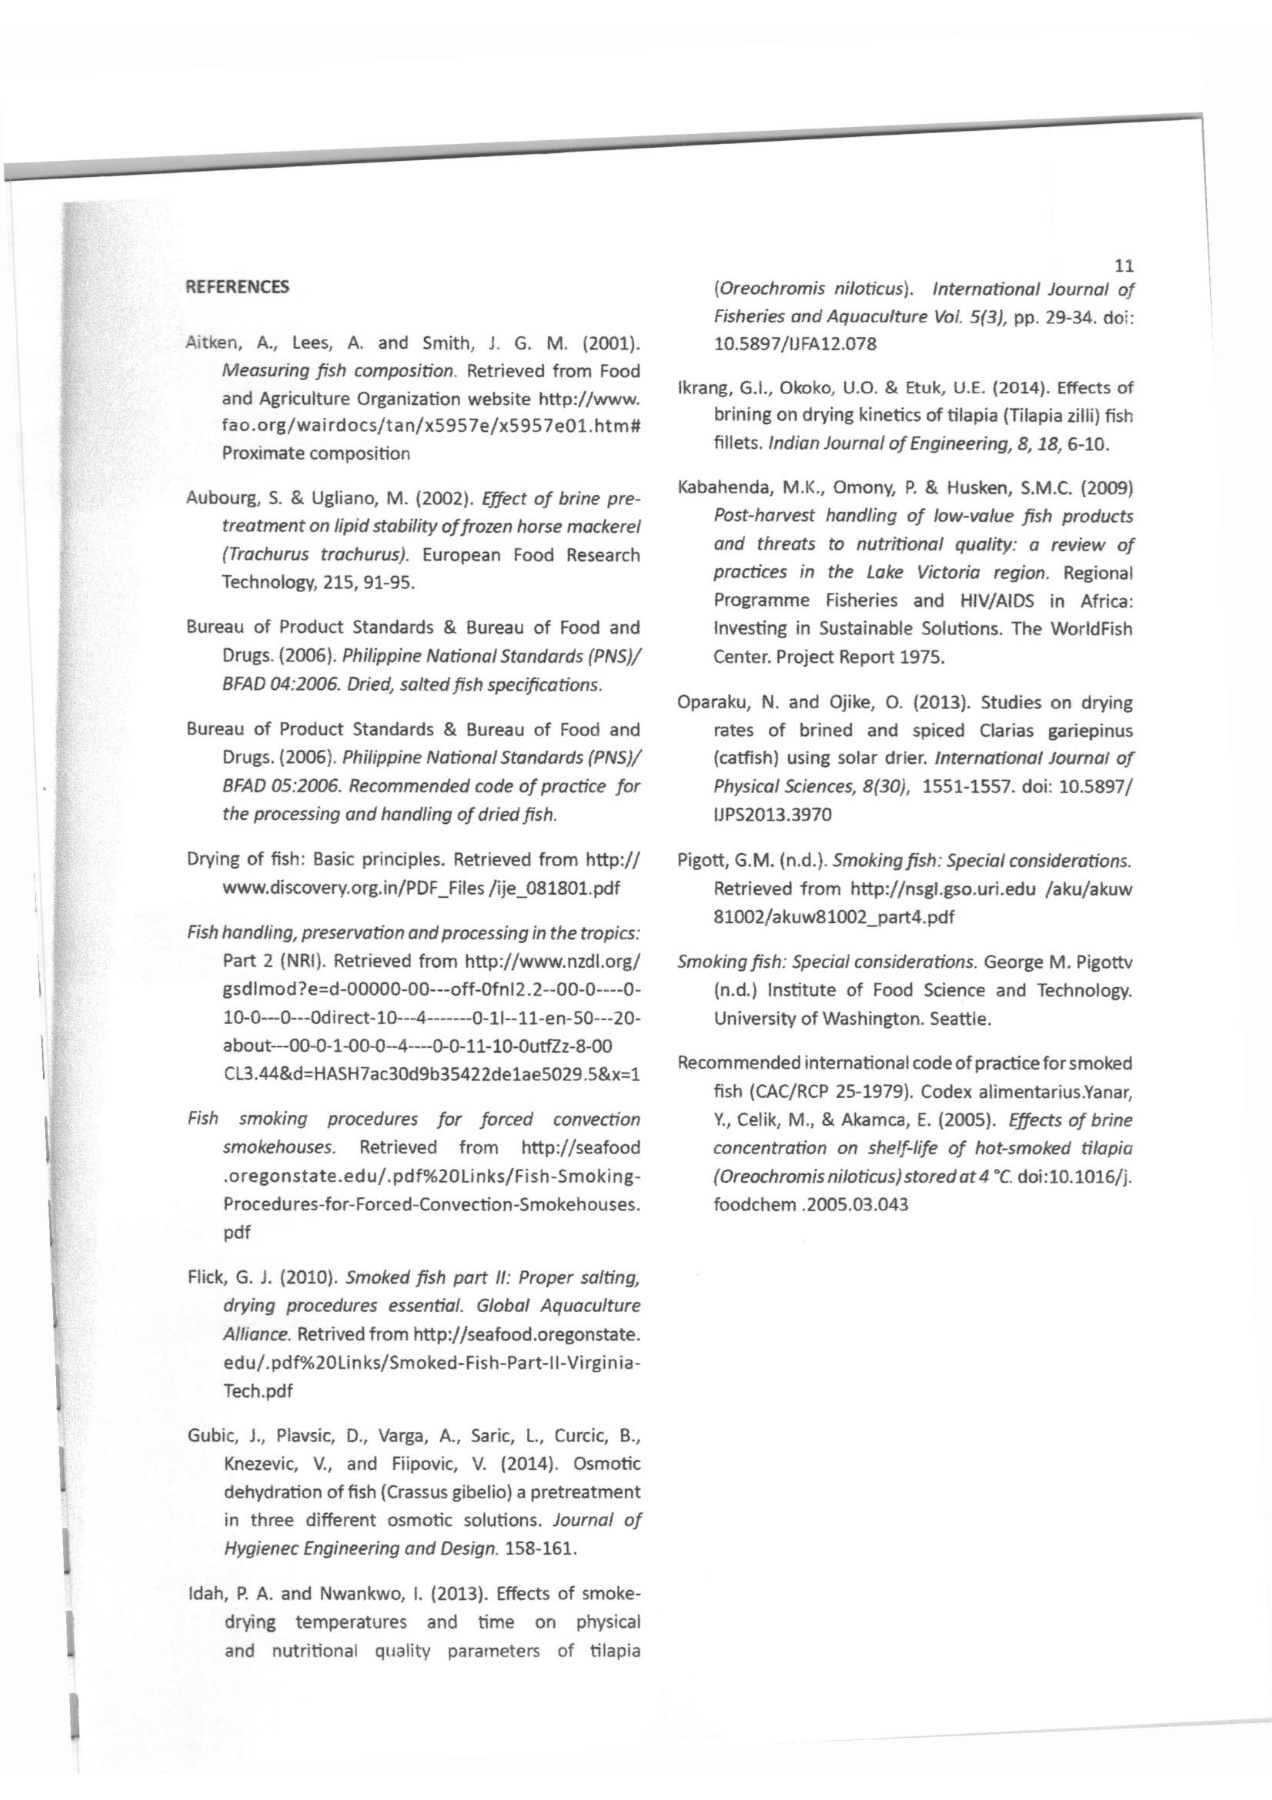 11
REFERENCES
Aitken, A., Lees, A. and Smith, J. G. M. (2001).
Measuring fish composition. Retrieved from Food
and Agriculture Organization website http://www.
fao.org/wairdocs/tan/x5957e/x5957e01.htm#
Proximate composition
Aubourg, S. & Ugliano, M. (2002). Effect of brine pre-
treatment on lipid stability of frozen horse mackerel
(Trachurus trachurus). European Food Research
Technology, 215, 91-95.
Bureau of Product Standards & Bureau of Food and
Drugs. (2006). Philippine National Standards (PNS)/
BFAD 04:2006. Dried, salted fish specifications.
Bureau of Product Standards & Bureau of Food and
Drugs. (2006). Philippine National Standards (PNS)/
BFAD 05:2006. Recommended code of practice for
the processing and handling of dried fish.
Drying of fish: Basic principles. Retrieved from http://
www.discovery.org.in/PDF_Files /ije_081801.pdf
Fish handling, preservation and processing in the tropics:
Part 2 (NRI). Retrieved from http://www.nzdl.org/
gsdlmod?e=d-00000-00---off-0fnl2.2--00-0----0-
10-0---0---0direct-10---4-------0-1l--11-en-50---20-
about---00-0-1-00-0--4----0-0-11-10-0utfZz-8-00
CL3.44&d=HASH7ac30d9b35422de1ae5029.5&x=1
Fish smoking procedures for forced convection
smokehouses. Retrieved from http://seafood
.oregonstate.edu/.pdf%20Links/Fish-Smoking-
Procedures-for-Forced-Convection-Smokehouses.
pdf
Flick, G. J. (2010). Smoked fish part II: Proper salting,
drying procedures essential. Global Aquaculture
Alliance. Retrived from http://seafood.oregonstate.
edu/.pdf%20Links/Smoked-Fish-Part-II-Virginia-
Tech.pdf
Gubic, J., Plavsic, D., Varga, A., Saric, L., Curcic, B.,
Knezevic, V., and Fiipovic, V. (2014). Osmotic
dehydration of fish (Crassus gibelio) a pretreatment
in three different osmotic solutions. Journal of
Hygienec Engineering and Design. 158-161.
Idah, P. A. and Nwankwo, I. (2013). Effects of smoke-
drying temperatures and time on physical
and nutritional quality parameters of tilapia
(Oreochromis niloticus). International Journal of
Fisheries and Aquaculture Vol. 5(3), pp. 29-34. doi:
10.5897/IJFA12.078
Ikrang, G.I., Okoko, U.O. & Etuk, U.E. (2014). Effects of
brining on drying kinetics of tilapia (Tilapia zilli) fish
fillets. Indian Journal of Engineering, 8, 18, 6-10.
Kabahenda, M.K., Omony, P. & Husken, S.M.C. (2009)
Post-harvest handling of low-value fish products
and threats to nutritional quality: a review of
practices in the Lake Victoria region. Regional
Programme Fisheries and HIV/AIDS in Africa:
Investing in Sustainable Solutions. The WorldFish
Center. Project Report 1975.
Oparaku, N. and Ojike, O. (2013). Studies on drying
rates of brined and spiced Clarias gariepinus
(catfish) using solar drier. International Journal of
Physical Sciences, 8(30), 1551-1557. doi: 10.5897/
IJPS2013.3970
Pigott, G.M. (n.d.). Smoking fish: Special considerations.
Retrieved from http://nsgl.gso.uri.edu /aku/akuw
81002/akuw81002_part4.pdf
Smoking fish: Special considerations. George M. Pigottv
(n.d.) Institute of Food Science and Technology.
University of Washington. Seattle.
Recommended international code of practice for smoked
fish (CAC/RCP 25-1979). Codex alimentarius.Yanar,
Y., Celik, M., & Akamca, E. (2005). Effects of brine
concentration on shelf-life of hot-smoked tilapia
(Oreochromis niloticus) stored at 4 °C. doi:10.1016/j.
foodchem .2005.03.043